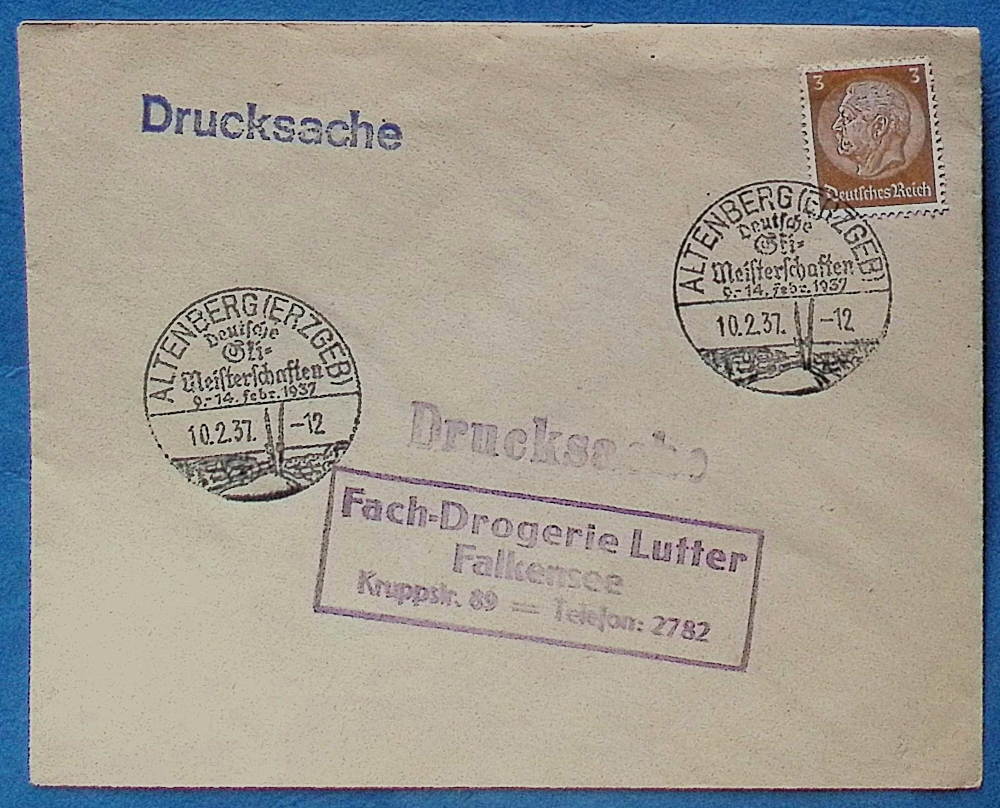 Drucksache
3 3
Deutsches Reich
ALTENBERG (ERZGEB)
Deutsche
Ski=
Meisterschaften
9.-14. Febr. 1937
10.2.37. -12
ALTENBERG (ERZGEB)
Deutsche
Ski=
Meisterschaften
9.-14. Febr. 1937
10.2.37. -12
Drucksache
Fach-Drogerie Lutter
Falkensee
Kruppstr. 89 — Telefon: 2782